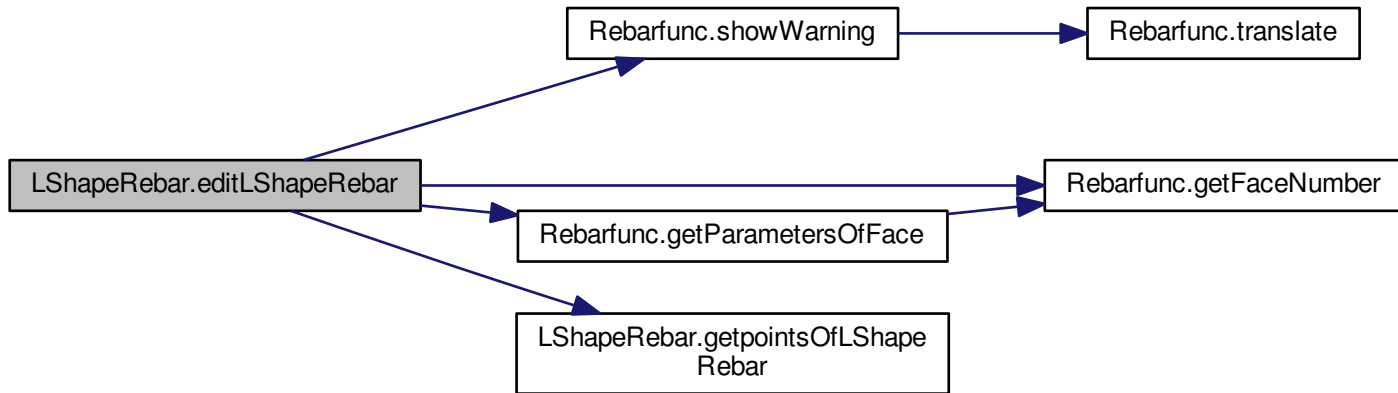 Rebarfunc.showWarning
Rebarfunc.translate
LShapeRebar.editLShapeRebar
Rebarfunc.getFaceNumber
Rebarfunc.getParametersOfFace
LShapeRebar.getpointsOfLShape
Rebar